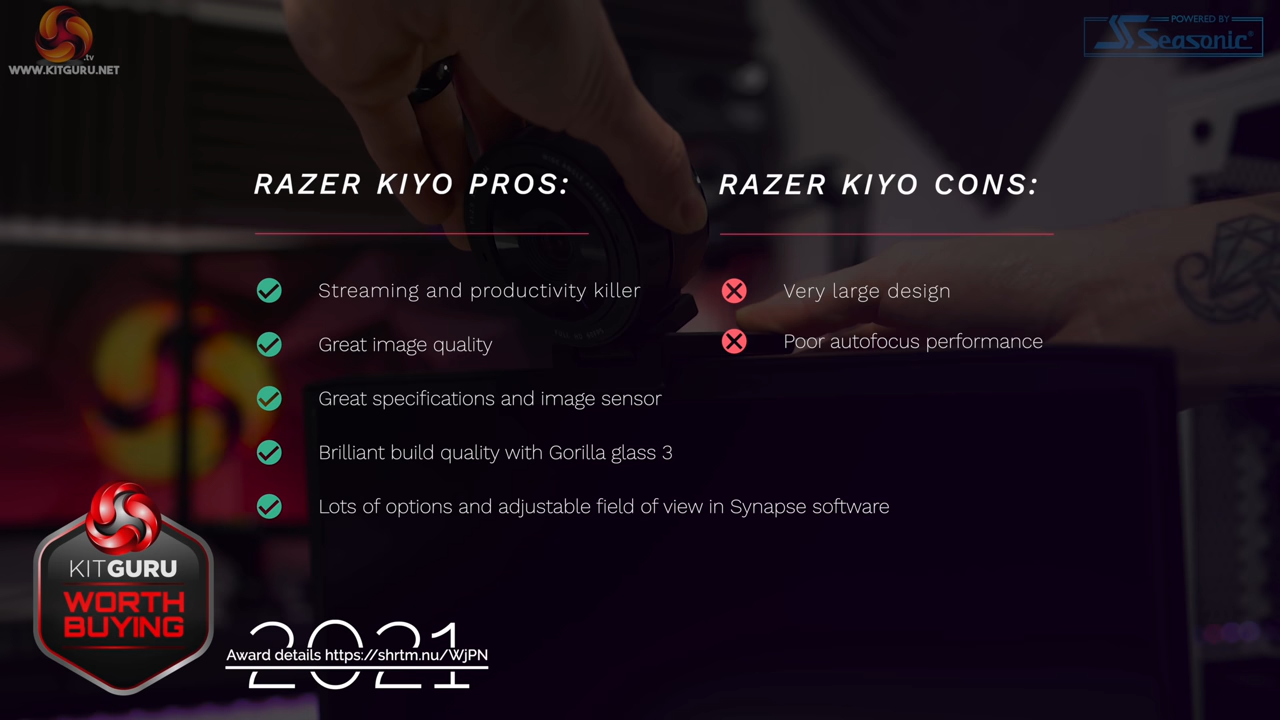 .tv
WWW.KITGURU.NET
POWERED BY
Seasonic®
RAZER KIYO PROS:
Streaming and productivity killer
Great image quality
Great specifications and image sensor
Brilliant build quality with Gorilla glass 3
Lots of options and adjustable field of view in Synapse software
RAZER KIYO CONS:
Very large design
Poor autofocus performance
KITGURU
WORTH
BUYING
2021
Award details https://shrtm.nu/WjPN